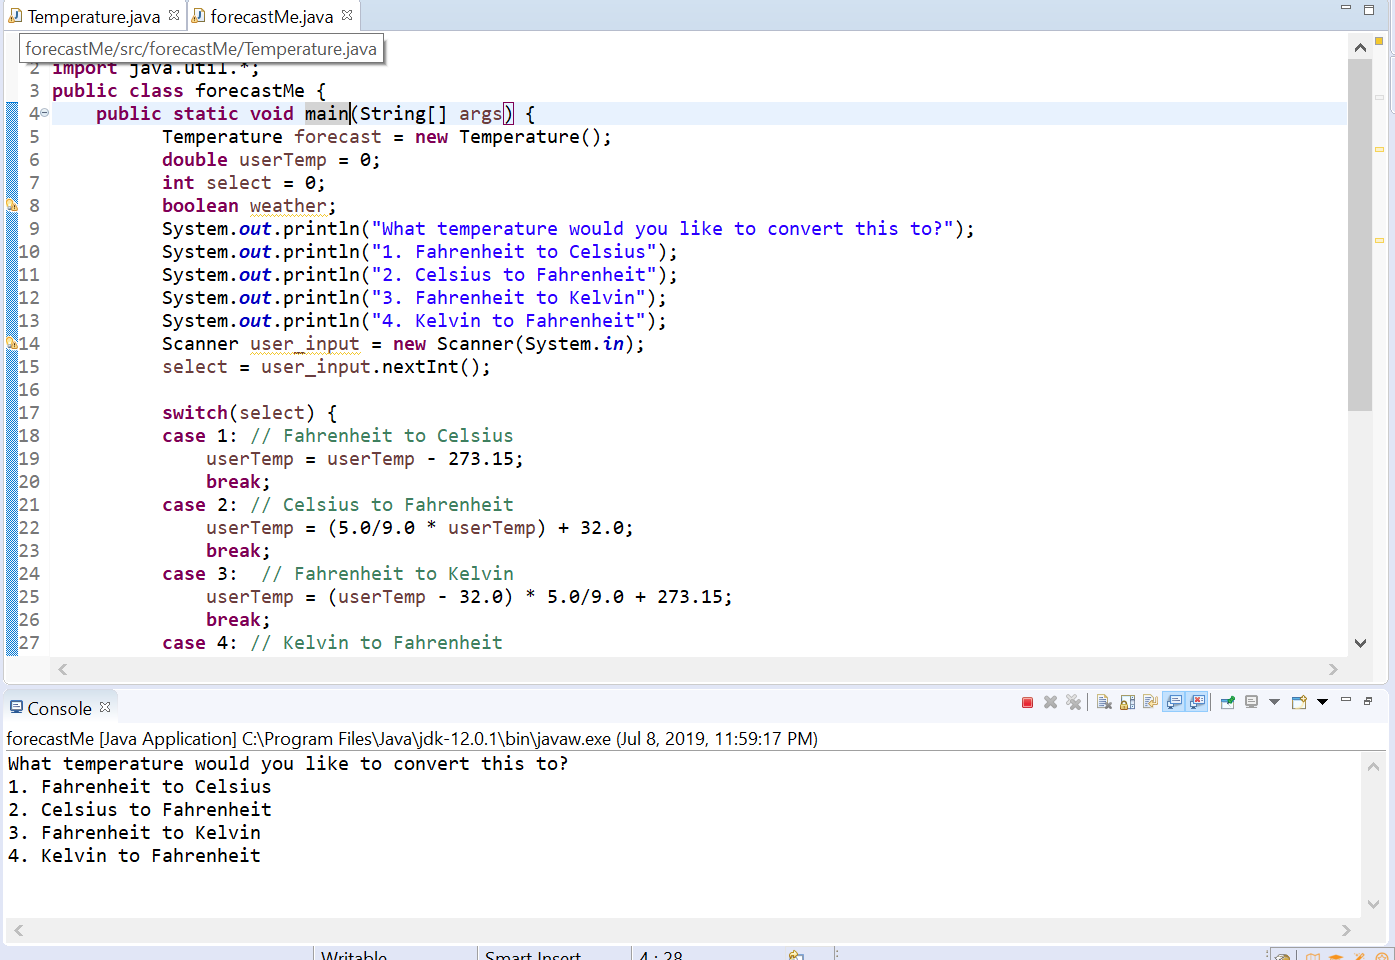 Temperature.java
forecastMe.java
forecastMe/src/forecastMe/Temperature.java
2 import java.util.*;
3 public class forecastMe {
4 public static void main(String[] args) {
5 Temperature forecast = new Temperature();
6 double userTemp = 0;
7 int select = 0;
8 boolean weather;
9 System.out.println("What temperature would you like to convert this to?");
10 System.out.println("1. Fahrenheit to Celsius");
11 System.out.println("2. Celsius to Fahrenheit");
12 System.out.println("3. Fahrenheit to Kelvin");
13 System.out.println("4. Kelvin to Fahrenheit");
14 Scanner user_input = new Scanner(System.in);
15 select = user_input.nextInt();
16
17 switch(select) {
18 case 1: // Fahrenheit to Celsius
19 userTemp = userTemp - 273.15;
20 break;
21 case 2: // Celsius to Fahrenheit
22 userTemp = (5.0/9.0 * userTemp) + 32.0;
23 break;
24 case 3: // Fahrenheit to Kelvin
25 userTemp = (userTemp - 32.0) * 5.0/9.0 + 273.15;
26 break;
27 case 4: // Kelvin to Fahrenheit
Console
forecastMe [Java Application] C:\Program Files\Java\jdk-12.0.1\bin\javaw.exe (Jul 8, 2019, 11:59:17 PM)
What temperature would you like to convert this to?
1. Fahrenheit to Celsius
2. Celsius to Fahrenheit
3. Fahrenheit to Kelvin
4. Kelvin to Fahrenheit
Writable
Smart Insert
4 : 28